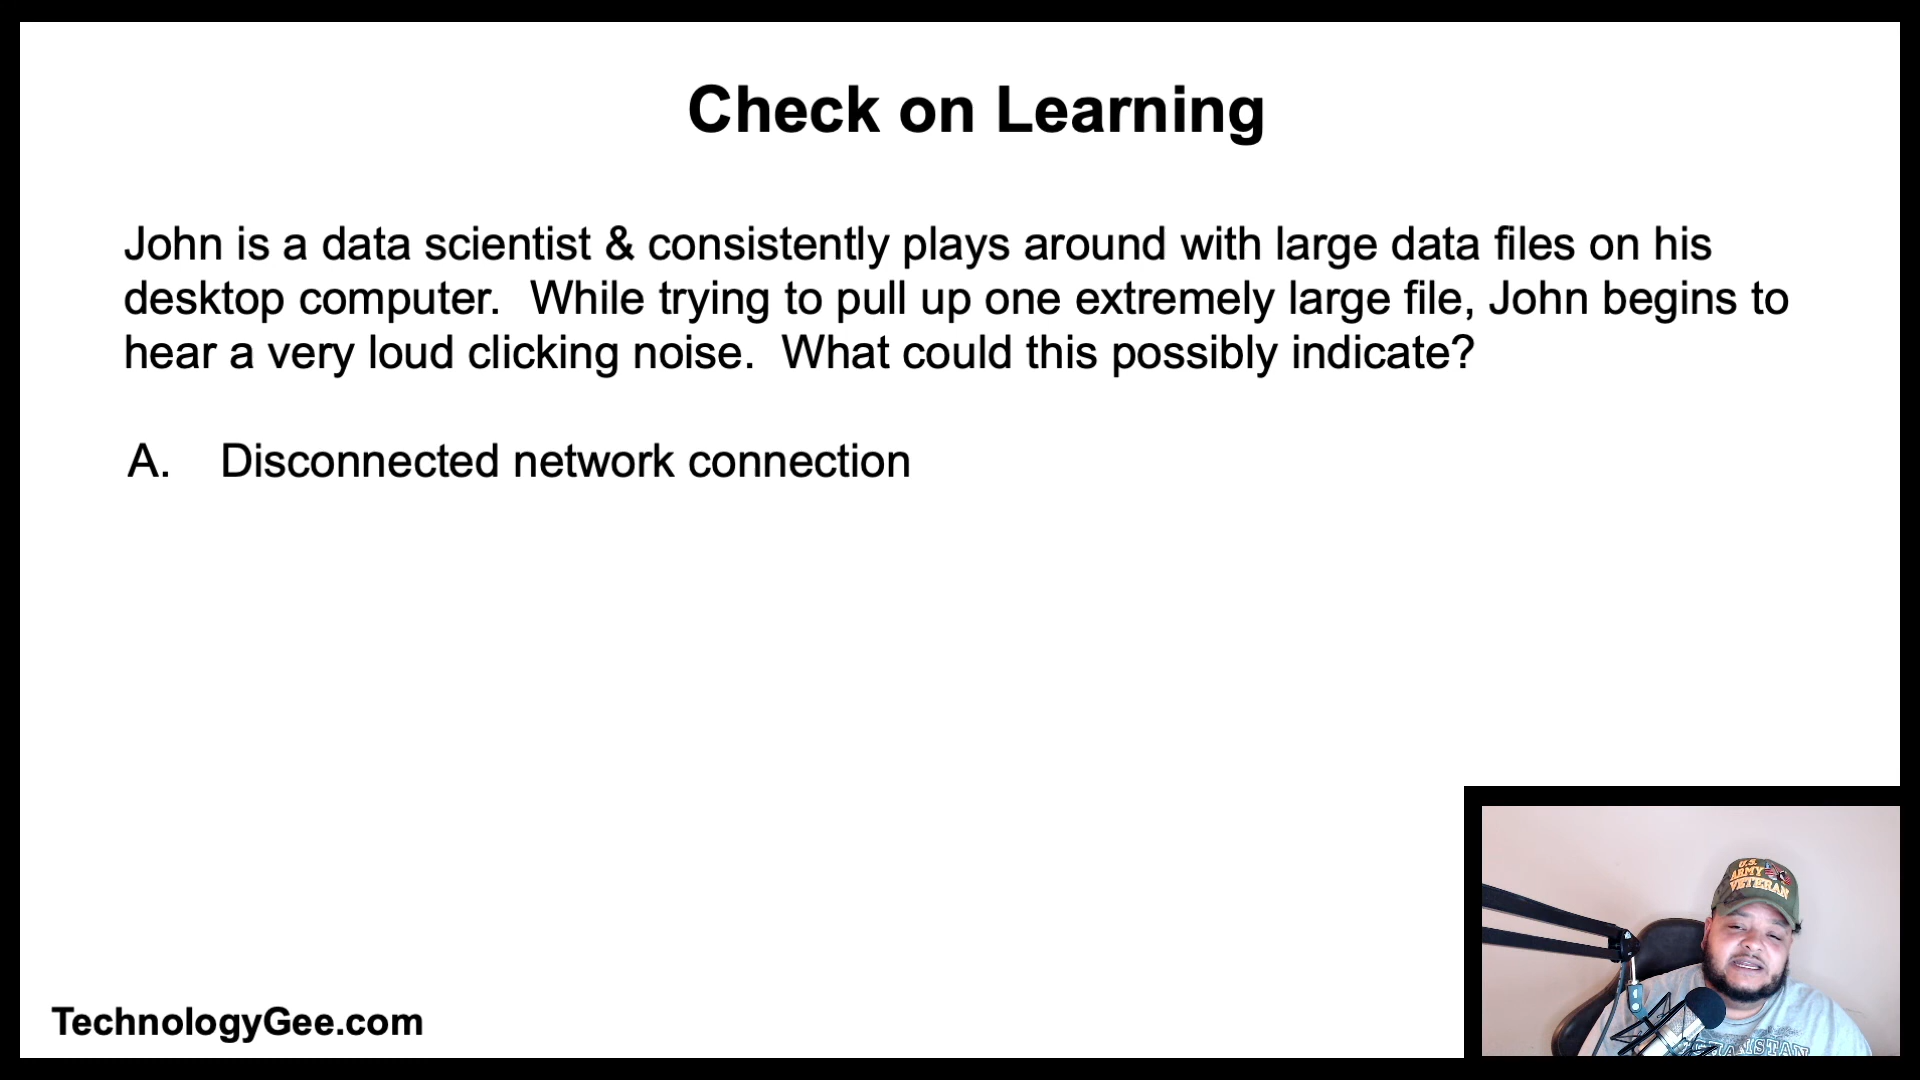 Check on Learning
John is a data scientist & consistently plays around with large data files on his
desktop computer.  While trying to pull up one extremely large file, John begins to
hear a very loud clicking noise.  What could this possibly indicate?
A. Disconnected network connection
U.S.
ARMY
VETERAN
TechnologyGee.com